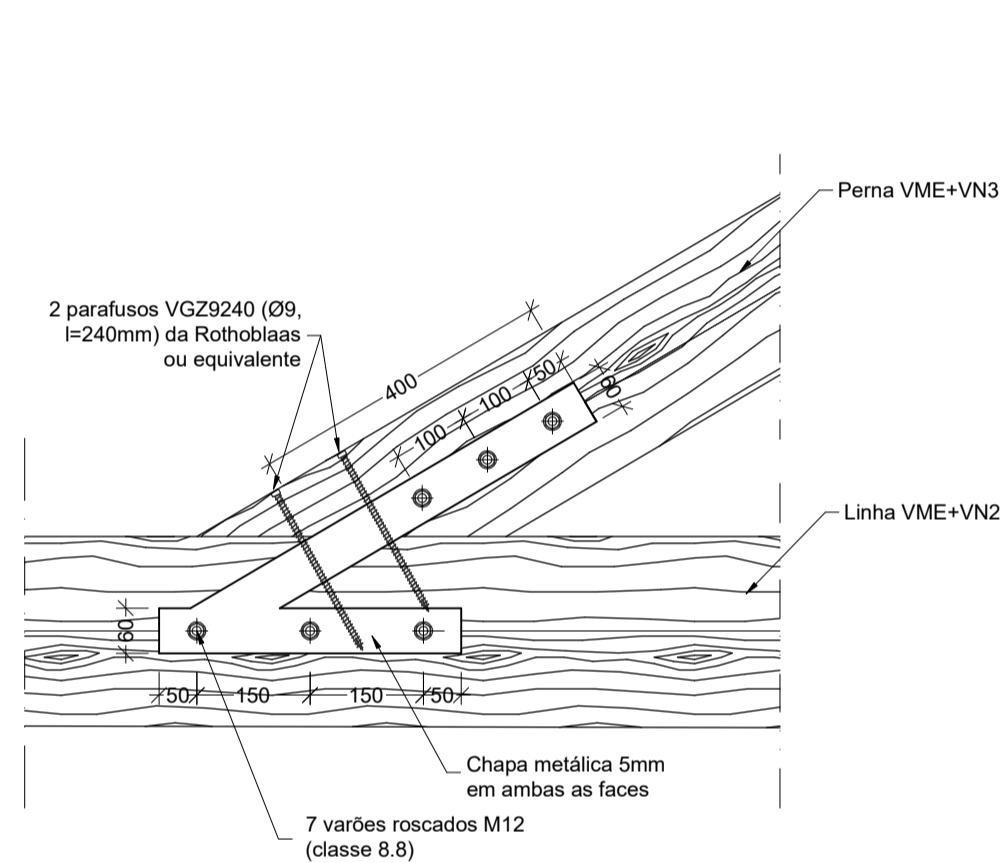 Perna VME+VN3
2 parafusos VGZ9240 (Ø9,
l=240mm) da Rothoblaas
ou equivalente
400
100
100
50
60
Linha VME+VN2
60
50
150
150
50
Chapa metálica 5mm
em ambas as faces
7 varões roscados M12
(classe 8.8)